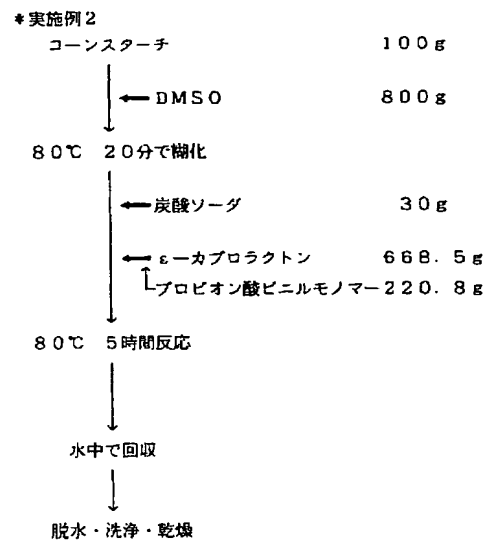 *実施例2
コーンスターチ 100g
DMSO 800g
80℃ 20分で糊化
炭酸ソーダ 30g
ε-カプロラクトン 668.5g
プロピオン酸ビニルモノマー 220.8g
80℃ 5時間反応
水中で回収
脱水・洗浄・乾燥